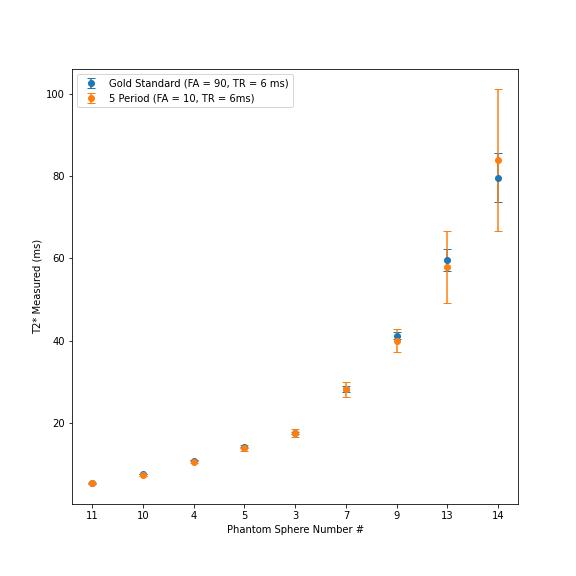 Gold Standard (FA = 90, TR = 6 ms)
5 Period (FA = 10, TR = 6ms)
100
80
60
40
20
T2* Measured (ms)
11 10 4 5 3 7 9 13 14
Phantom Sphere Number #